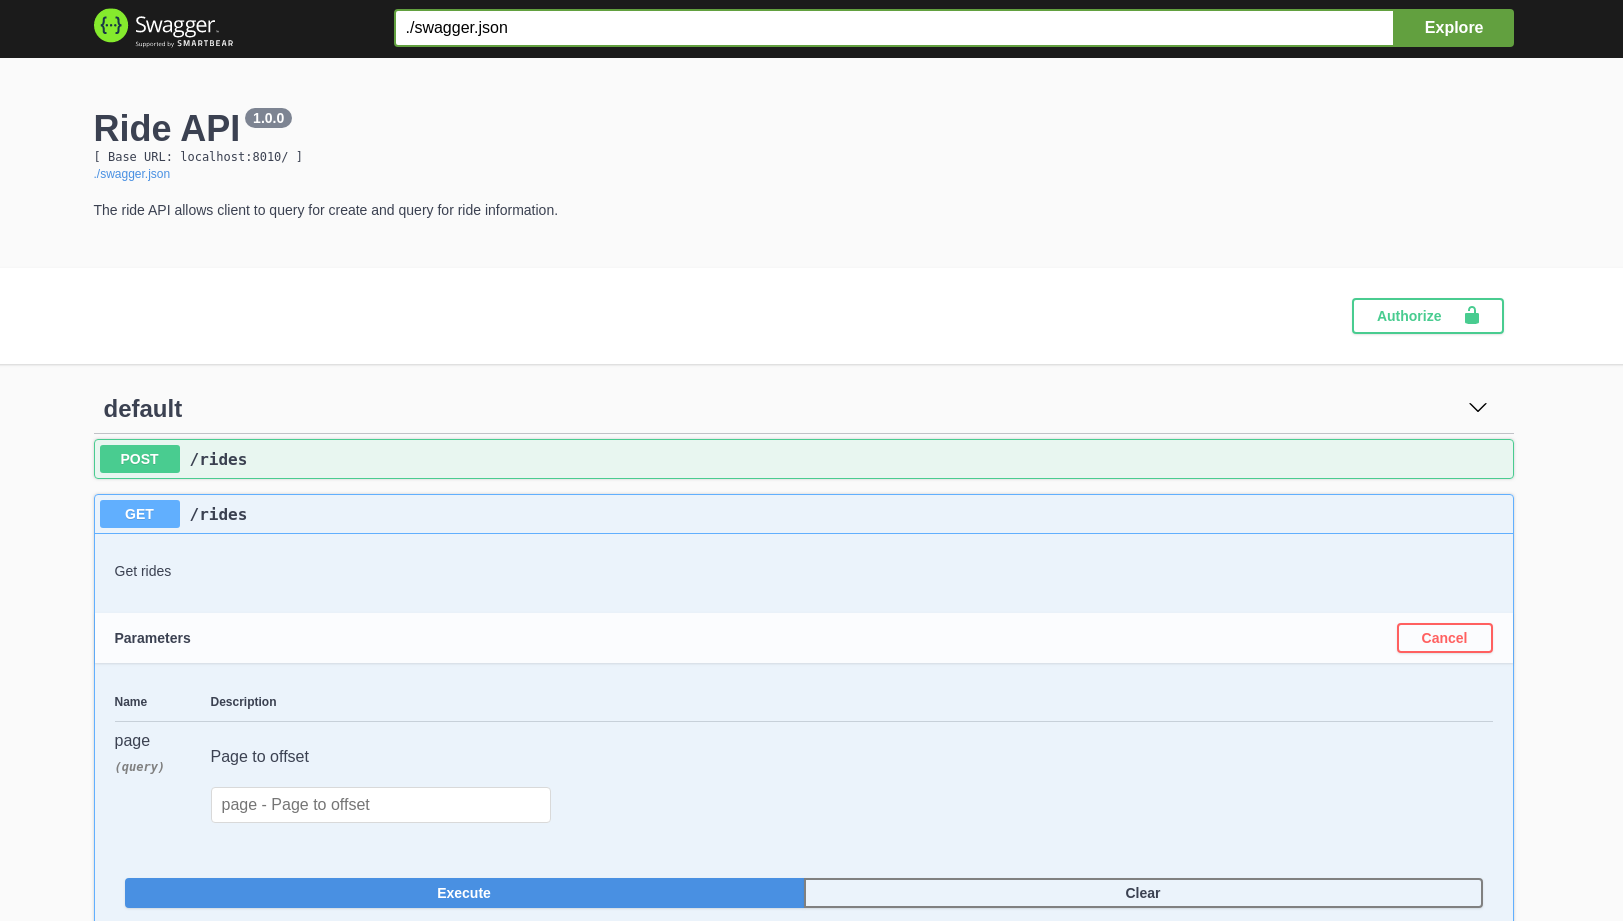 Swagger
Supported by SMARTBEAR
./swagger.json
Explore
Ride API 1.0.0
[ Base URL: localhost:8010/ ]
./swagger.json
The ride API allows client to query for create and query for ride information.
Authorize
default
POST /rides
GET /rides
Get rides
Parameters
Cancel
Name Description
page
(query)
Page to offset
page - Page to offset
Execute
Clear